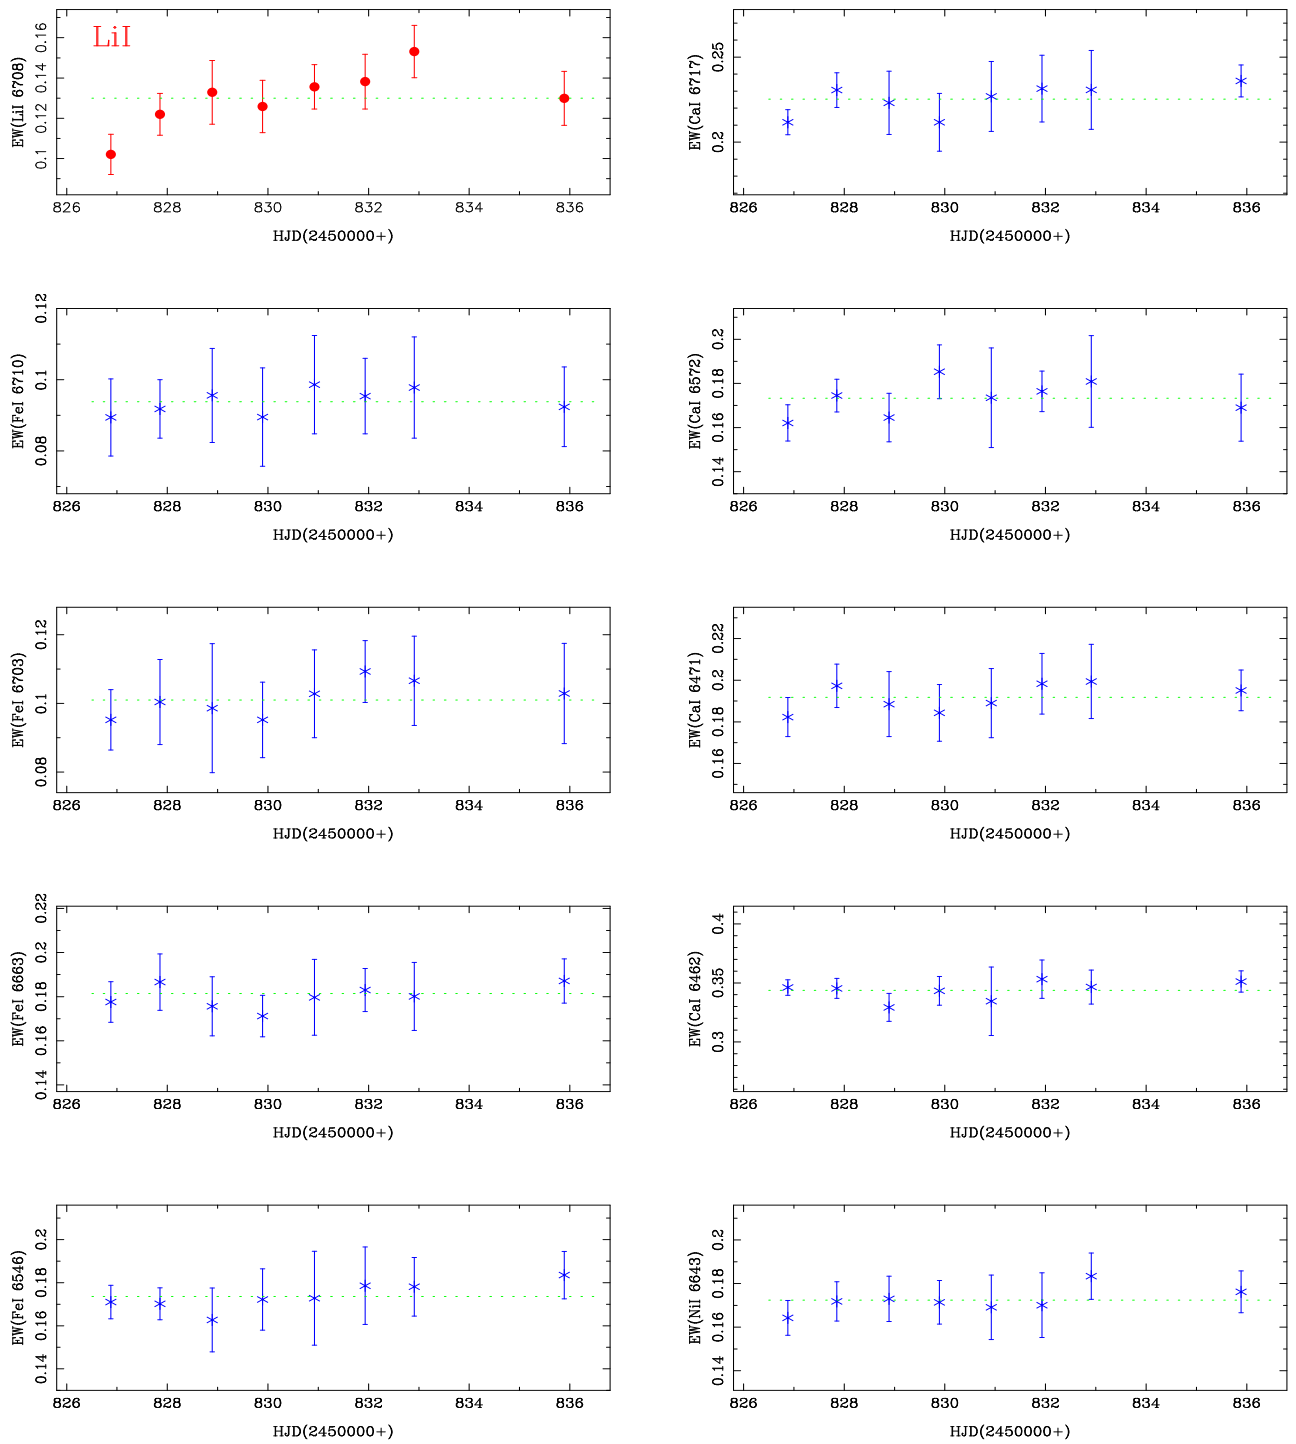 LiI
EW(LiI 6708)
0.1 0.12 0.14 0.16
826 828 830 832 834 836
HJD(2450000+)
EW(CaI 6717)
0.2 0.25
826 828 830 832 834 836
HJD(2450000+)
EW(FeI 6710)
0.08 0.1 0.12
826 828 830 832 834 836
HJD(2450000+)
EW(CaI 6572)
0.14 0.16 0.18 0.2
826 828 830 832 834 836
HJD(2450000+)
EW(FeI 6703)
0.08 0.1 0.12
826 828 830 832 834 836
HJD(2450000+)
EW(CaI 6471)
0.16 0.18 0.2 0.22
826 828 830 832 834 836
HJD(2450000+)
EW(FeI 6663)
0.14 0.16 0.18 0.2 0.22
826 828 830 832 834 836
HJD(2450000+)
EW(CaI 6462)
0.3 0.35 0.4
826 828 830 832 834 836
HJD(2450000+)
EW(FeI 6546)
0.14 0.16 0.18 0.2
826 828 830 832 834 836
HJD(2450000+)
EW(NiI 6643)
0.14 0.16 0.18 0.2
826 828 830 832 834 836
HJD(2450000+)